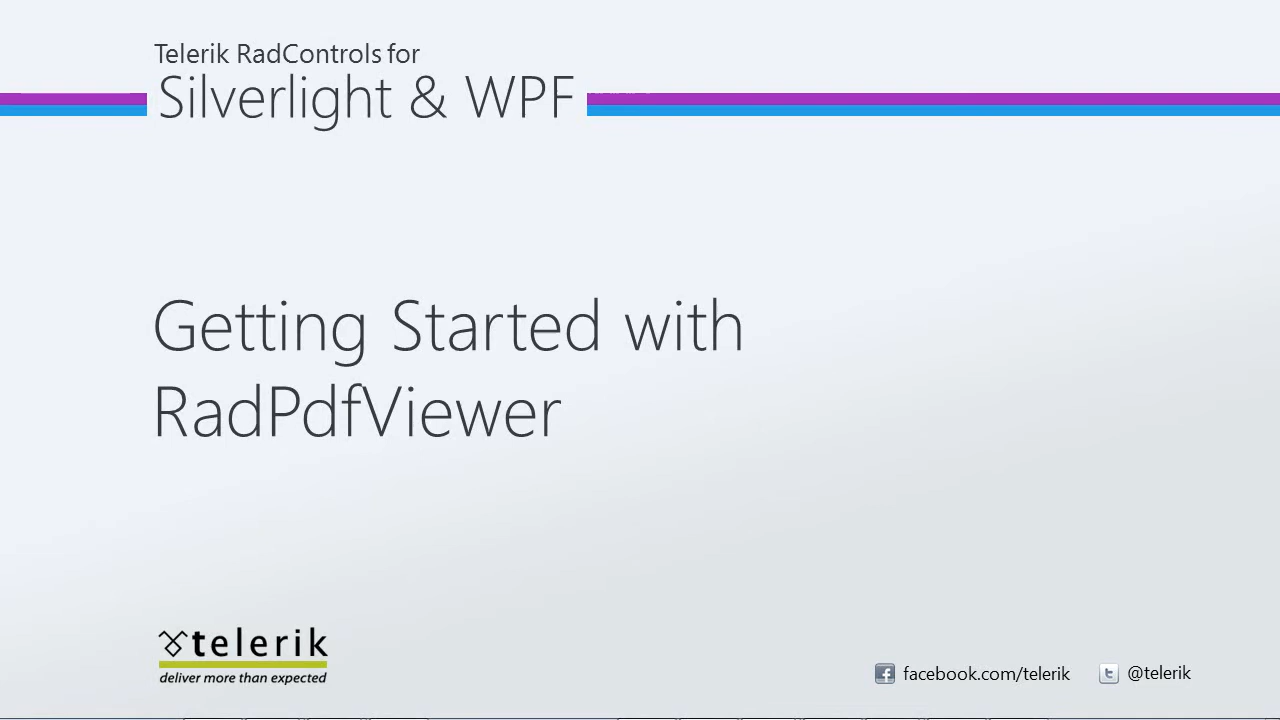 Telerik RadControls for
Silverlight & WPF
Getting Started with
RadPdfViewer
telerik
deliver more than expected
facebook.com/telerik
@telerik